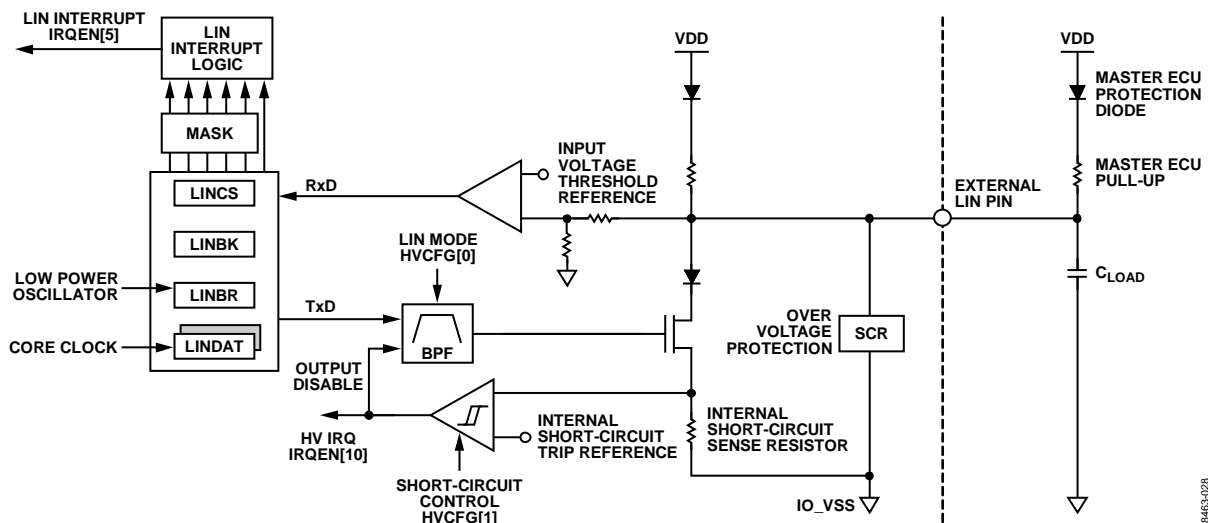 LIN INTERRUPT
IRQEN[5]
LIN
INTERRUPT
LOGIC
MASK
LINCS
LINBK
LINBR
LINDAT
LOW POWER
OSCILLATOR
CORE CLOCK
RxD
TxD
INPUT
VOLTAGE
THRESHOLD
REFERENCE
LIN MODE
HVCFG[0]
BPF
OUTPUT
DISABLE
HV IRQ
IRQEN[10]
SHORT-CIRCUIT
CONTROL
HVCFG[1]
INTERNAL
SHORT-CIRCUIT
TRIP REFERENCE
INTERNAL
SHORT-CIRCUIT
SENSE RESISTOR
VDD
OVER
VOLTAGE
PROTECTION
SCR
IO_VSS
EXTERNAL
LIN PIN
VDD
MASTER ECU
PROTECTION
DIODE
MASTER ECU
PULL-UP
CLOAD
8463-028